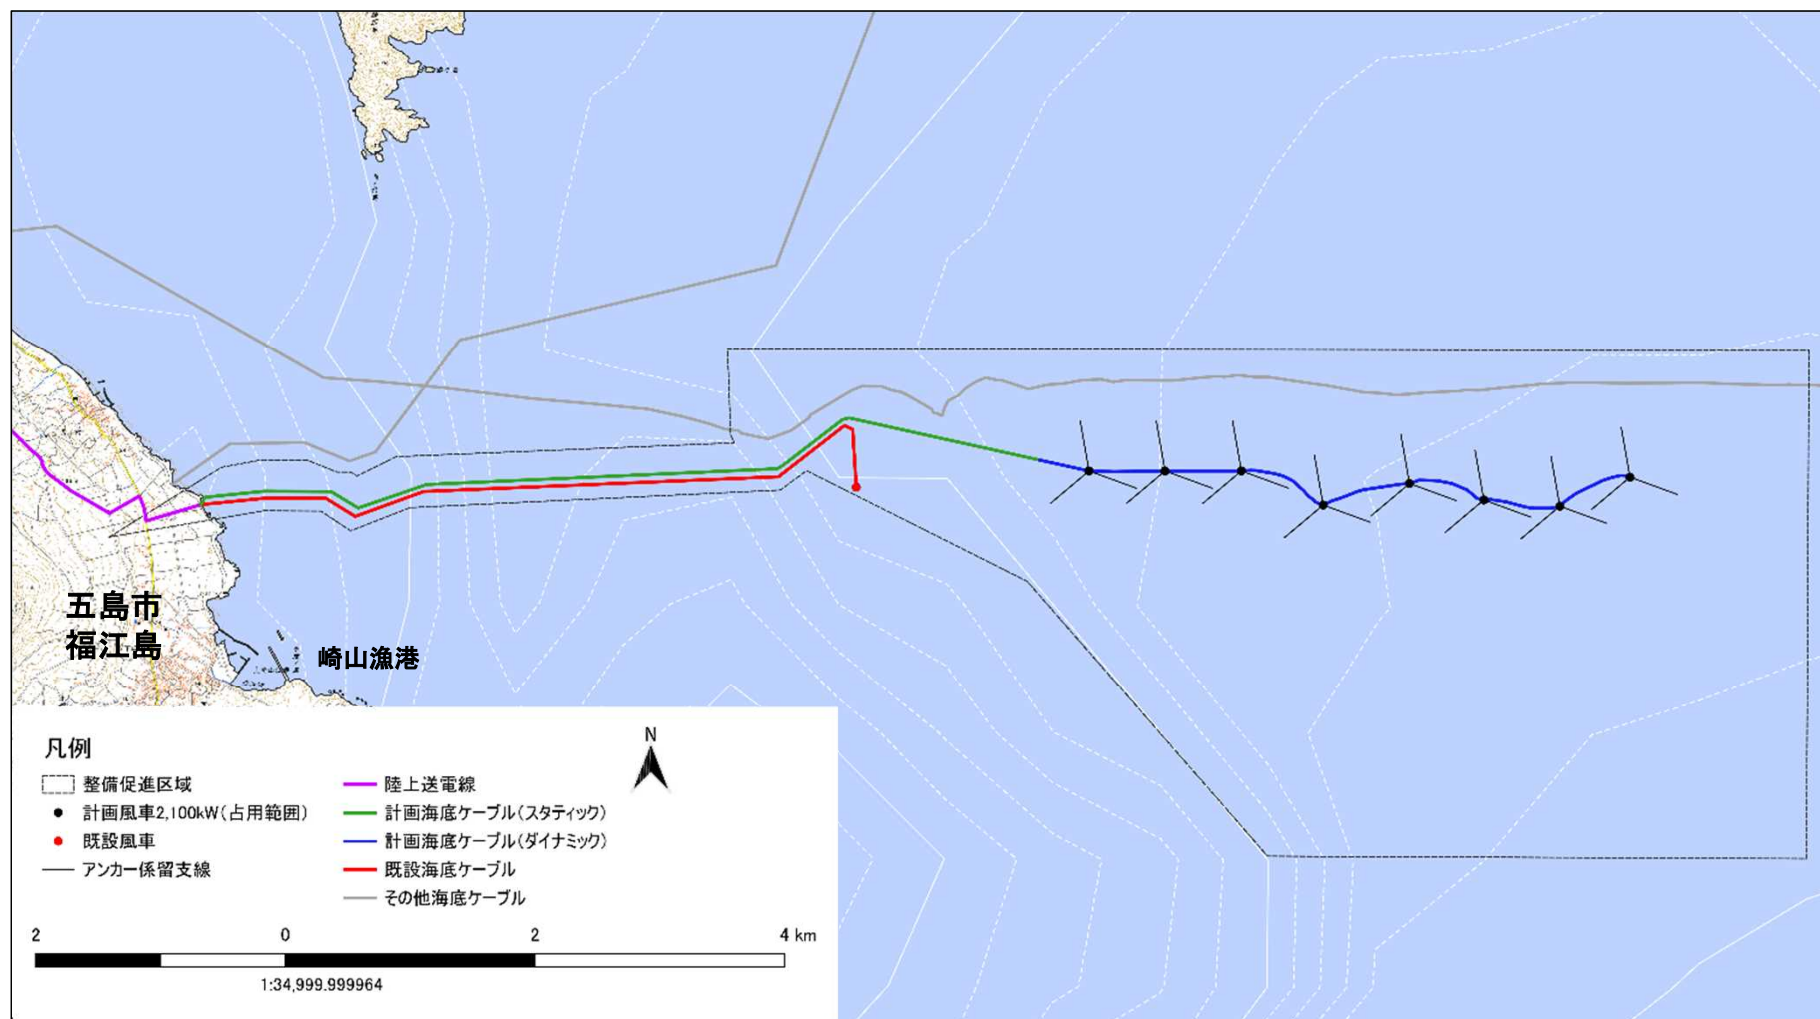 五島市
福江島
崎山漁港
凡例
整備促進区域
計画風車2,100kW(占用範囲)
既設風車
アンカー係留支線
陸上送電線
計画海底ケーブル(スタティック)
計画海底ケーブル(ダイナミック)
既設海底ケーブル
その他海底ケーブル
N
2 0 2 4 km
1:34,999.999964